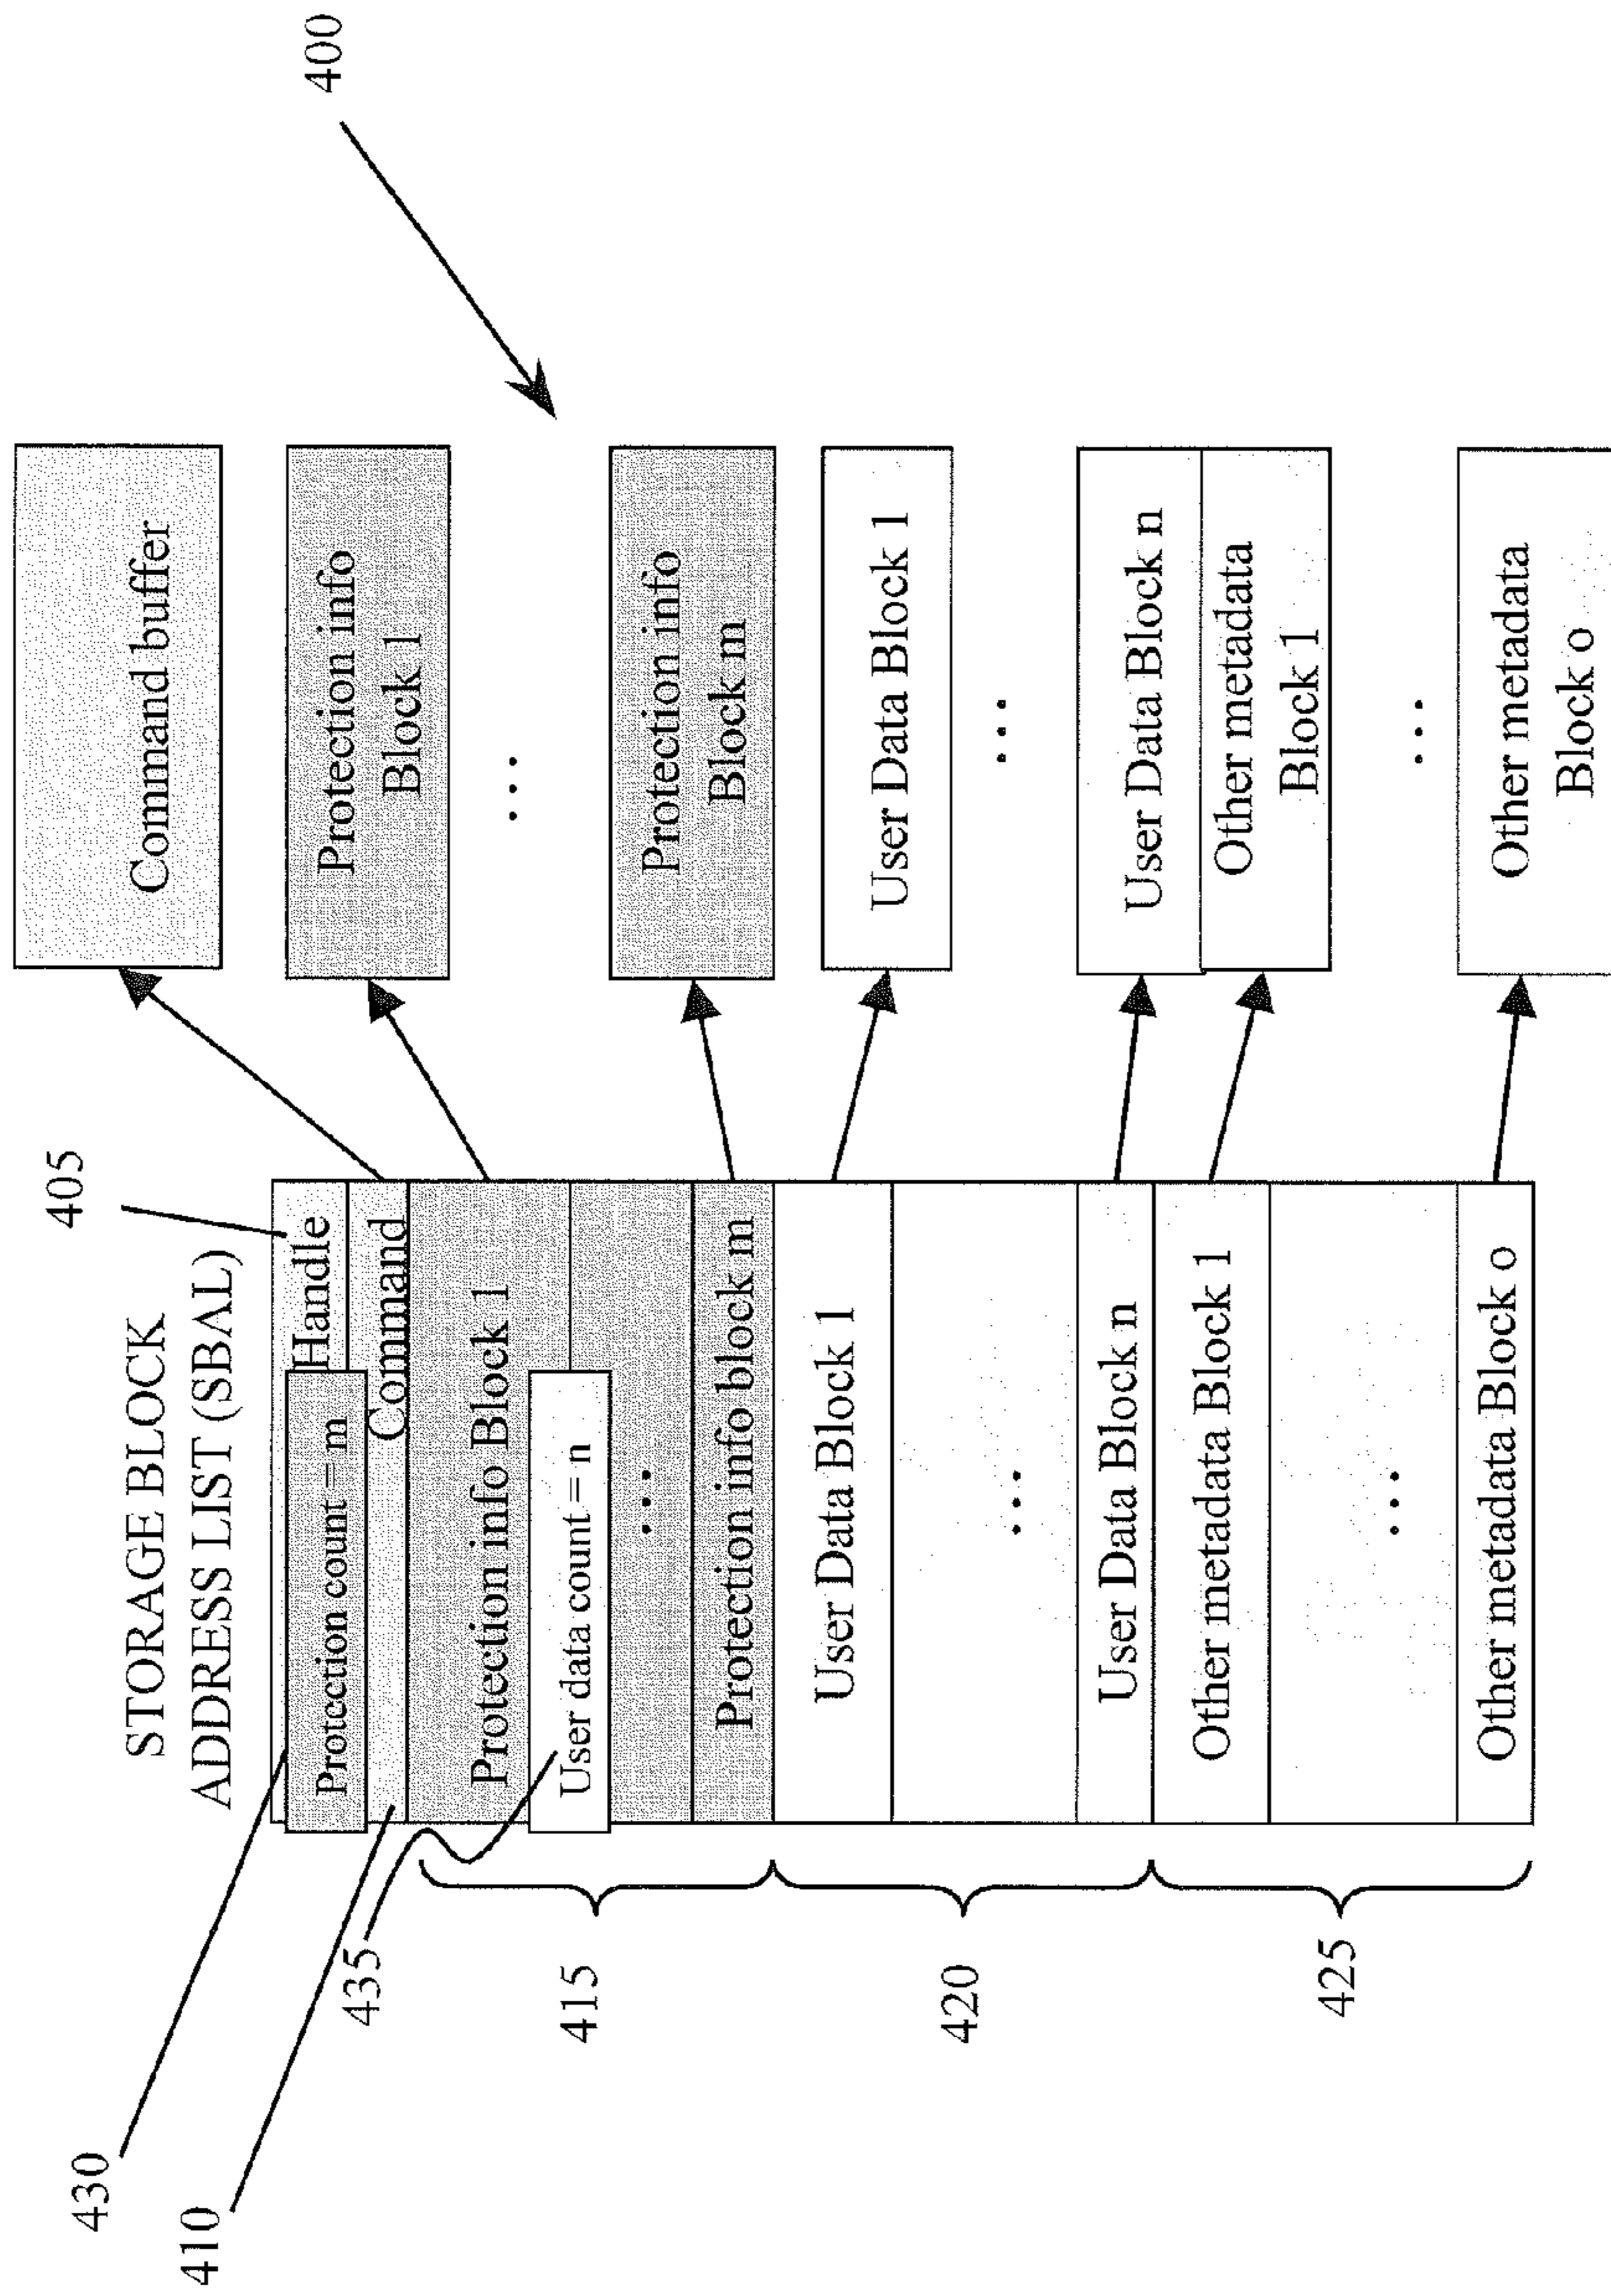 400
STORAGE BLOCK
ADDRESS LIST (SBAL)
405
430
410
435
415
420
425
Handle
Protection count = m
Command
Protection info Block 1
User data count = n
...
Protection info block m
User Data Block 1
...
User Data Block n
Other metadata Block 1
...
Other metadata Block o
Command buffer
Protection info
Block 1
...
Protection info
Block m
User Data Block 1
...
User Data Block n
Other metadata
Block 1
...
Other metadata
Block o